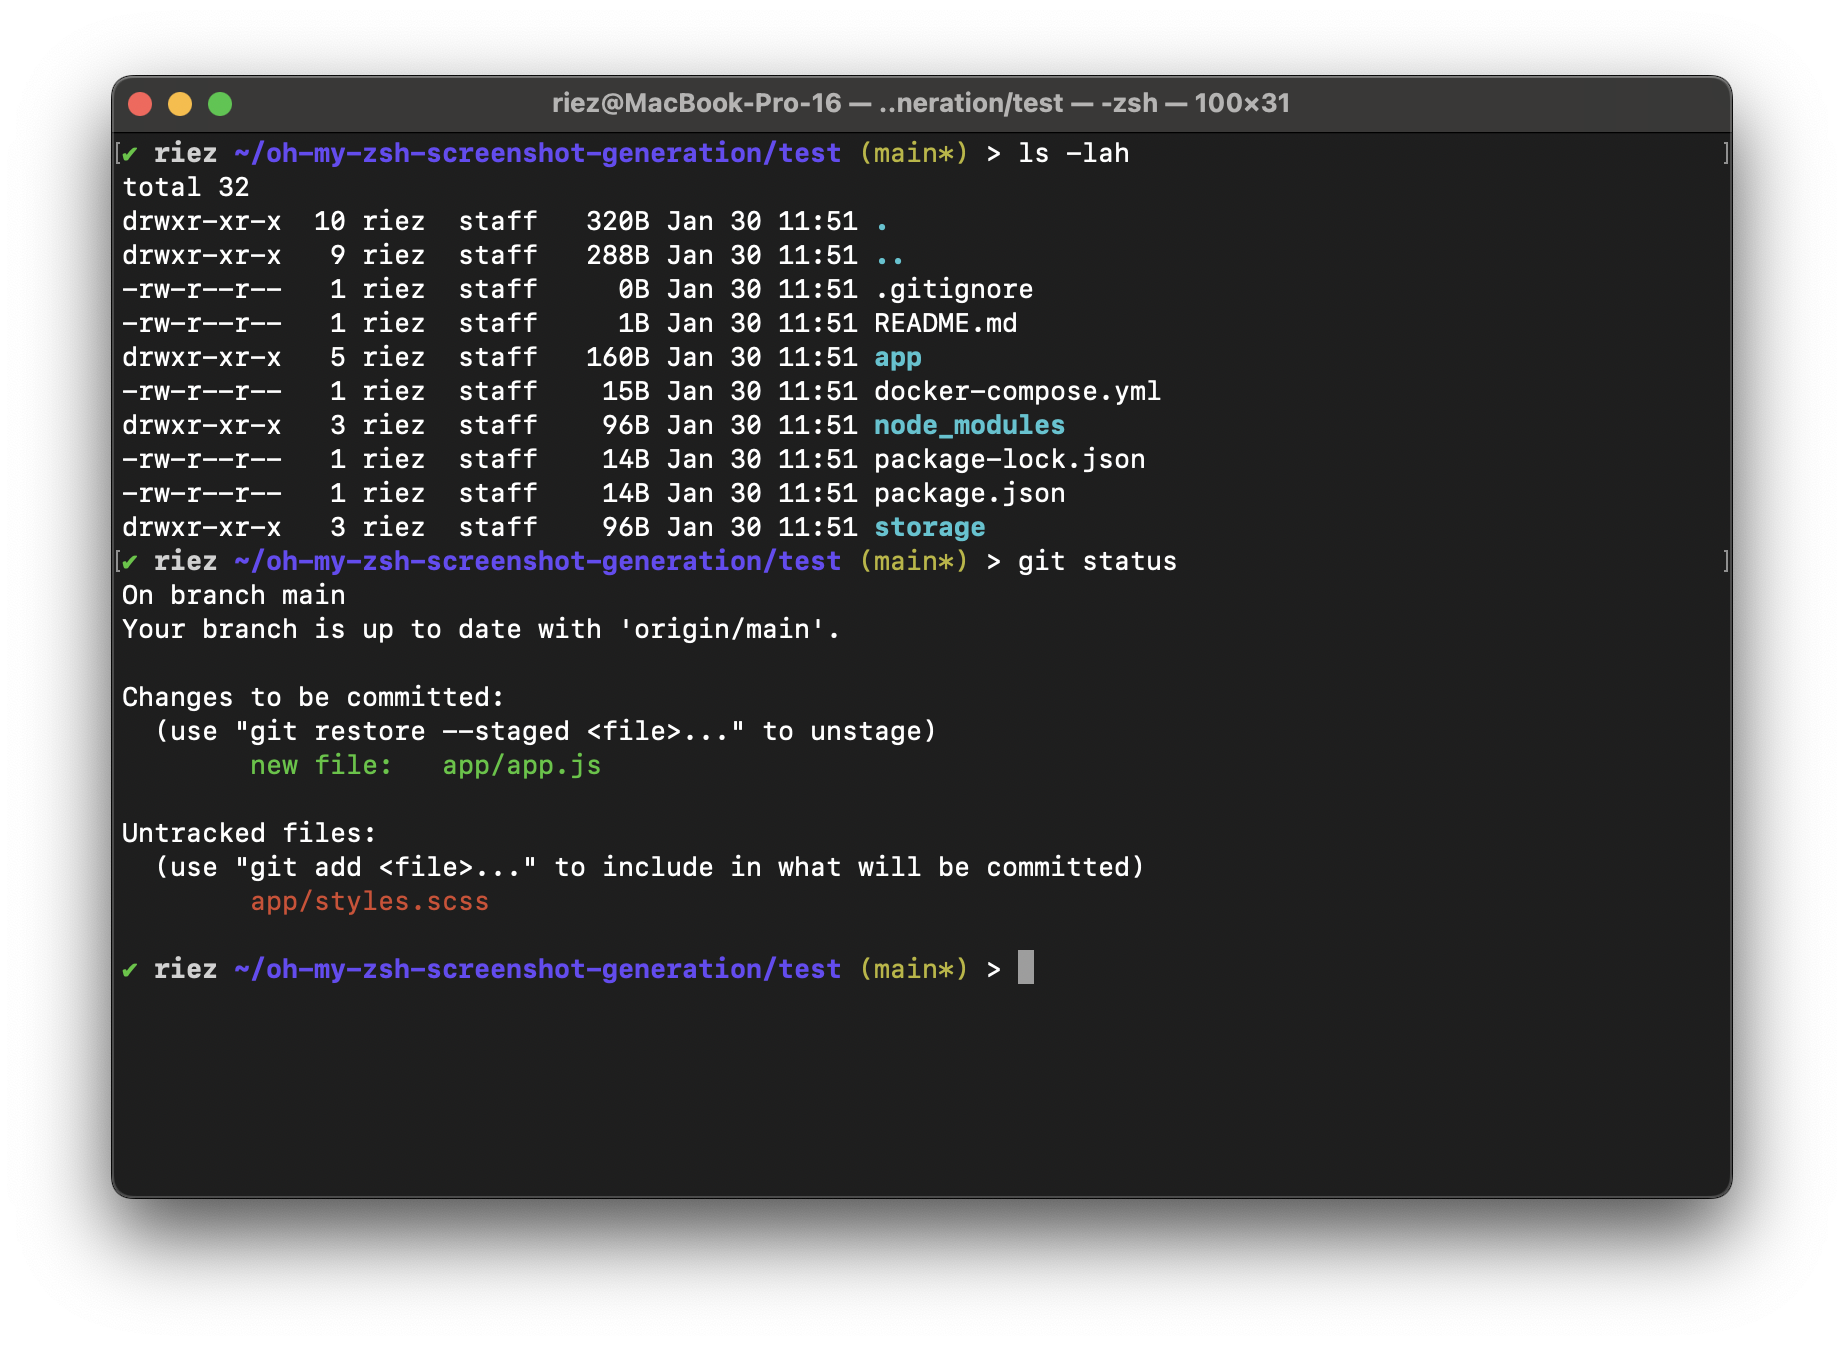 riez@MacBook-Pro-16 — ..neration/test — -zsh — 100×31
[✔ riez ~/oh-my-zsh-screenshot-generation/test (main*) > ls -lah ]
total 32
drwxr-xr-x  10 riez  staff   320B Jan 30 11:51 .
drwxr-xr-x   9 riez  staff   288B Jan 30 11:51 ..
-rw-r--r--   1 riez  staff     0B Jan 30 11:51 .gitignore
-rw-r--r--   1 riez  staff     1B Jan 30 11:51 README.md
drwxr-xr-x   5 riez  staff   160B Jan 30 11:51 app
-rw-r--r--   1 riez  staff    15B Jan 30 11:51 docker-compose.yml
drwxr-xr-x   3 riez  staff    96B Jan 30 11:51 node_modules
-rw-r--r--   1 riez  staff    14B Jan 30 11:51 package-lock.json
-rw-r--r--   1 riez  staff    14B Jan 30 11:51 package.json
drwxr-xr-x   3 riez  staff    96B Jan 30 11:51 storage
[✔ riez ~/oh-my-zsh-screenshot-generation/test (main*) > git status ]
On branch main
Your branch is up to date with 'origin/main'.

Changes to be committed:
  (use "git restore --staged <file>..." to unstage)
        new file:   app/app.js

Untracked files:
  (use "git add <file>..." to include in what will be committed)
        app/styles.scss

✔ riez ~/oh-my-zsh-screenshot-generation/test (main*) >